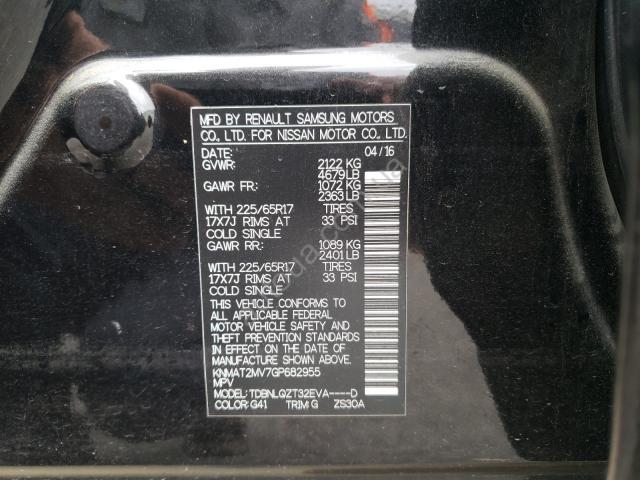 MFD BY RENAULT SAMSUNG MOTORS
CO., LTD. FOR NISSAN MOTOR CO., LTD.
DATE: 04/16
GVWR: 2122 KG
4679 LB
GAWR FR: 1072 KG
2363 LB
WITH 225/65R17 TIRES
17X7J RIMS AT 33 PSI
COLD SINGLE
GAWR RR: 1089 KG
2401 LB
WITH 225/65R17 TIRES
17X7J RIMS AT 33 PSI
COLD SINGLE
THIS VEHICLE CONFORMS TO
ALL APPLICABLE FEDERAL
MOTOR VEHICLE SAFETY AND
THEFT PREVENTION STANDARDS
IN EFFECT ON THE DATE OF
MANUFACTURE SHOWN ABOVE.
KNMAT2MV7GP682955
MPV
MODEL: TDBNLQZT32EVA----D
COLOR: G41 TRIM: G ZS30A